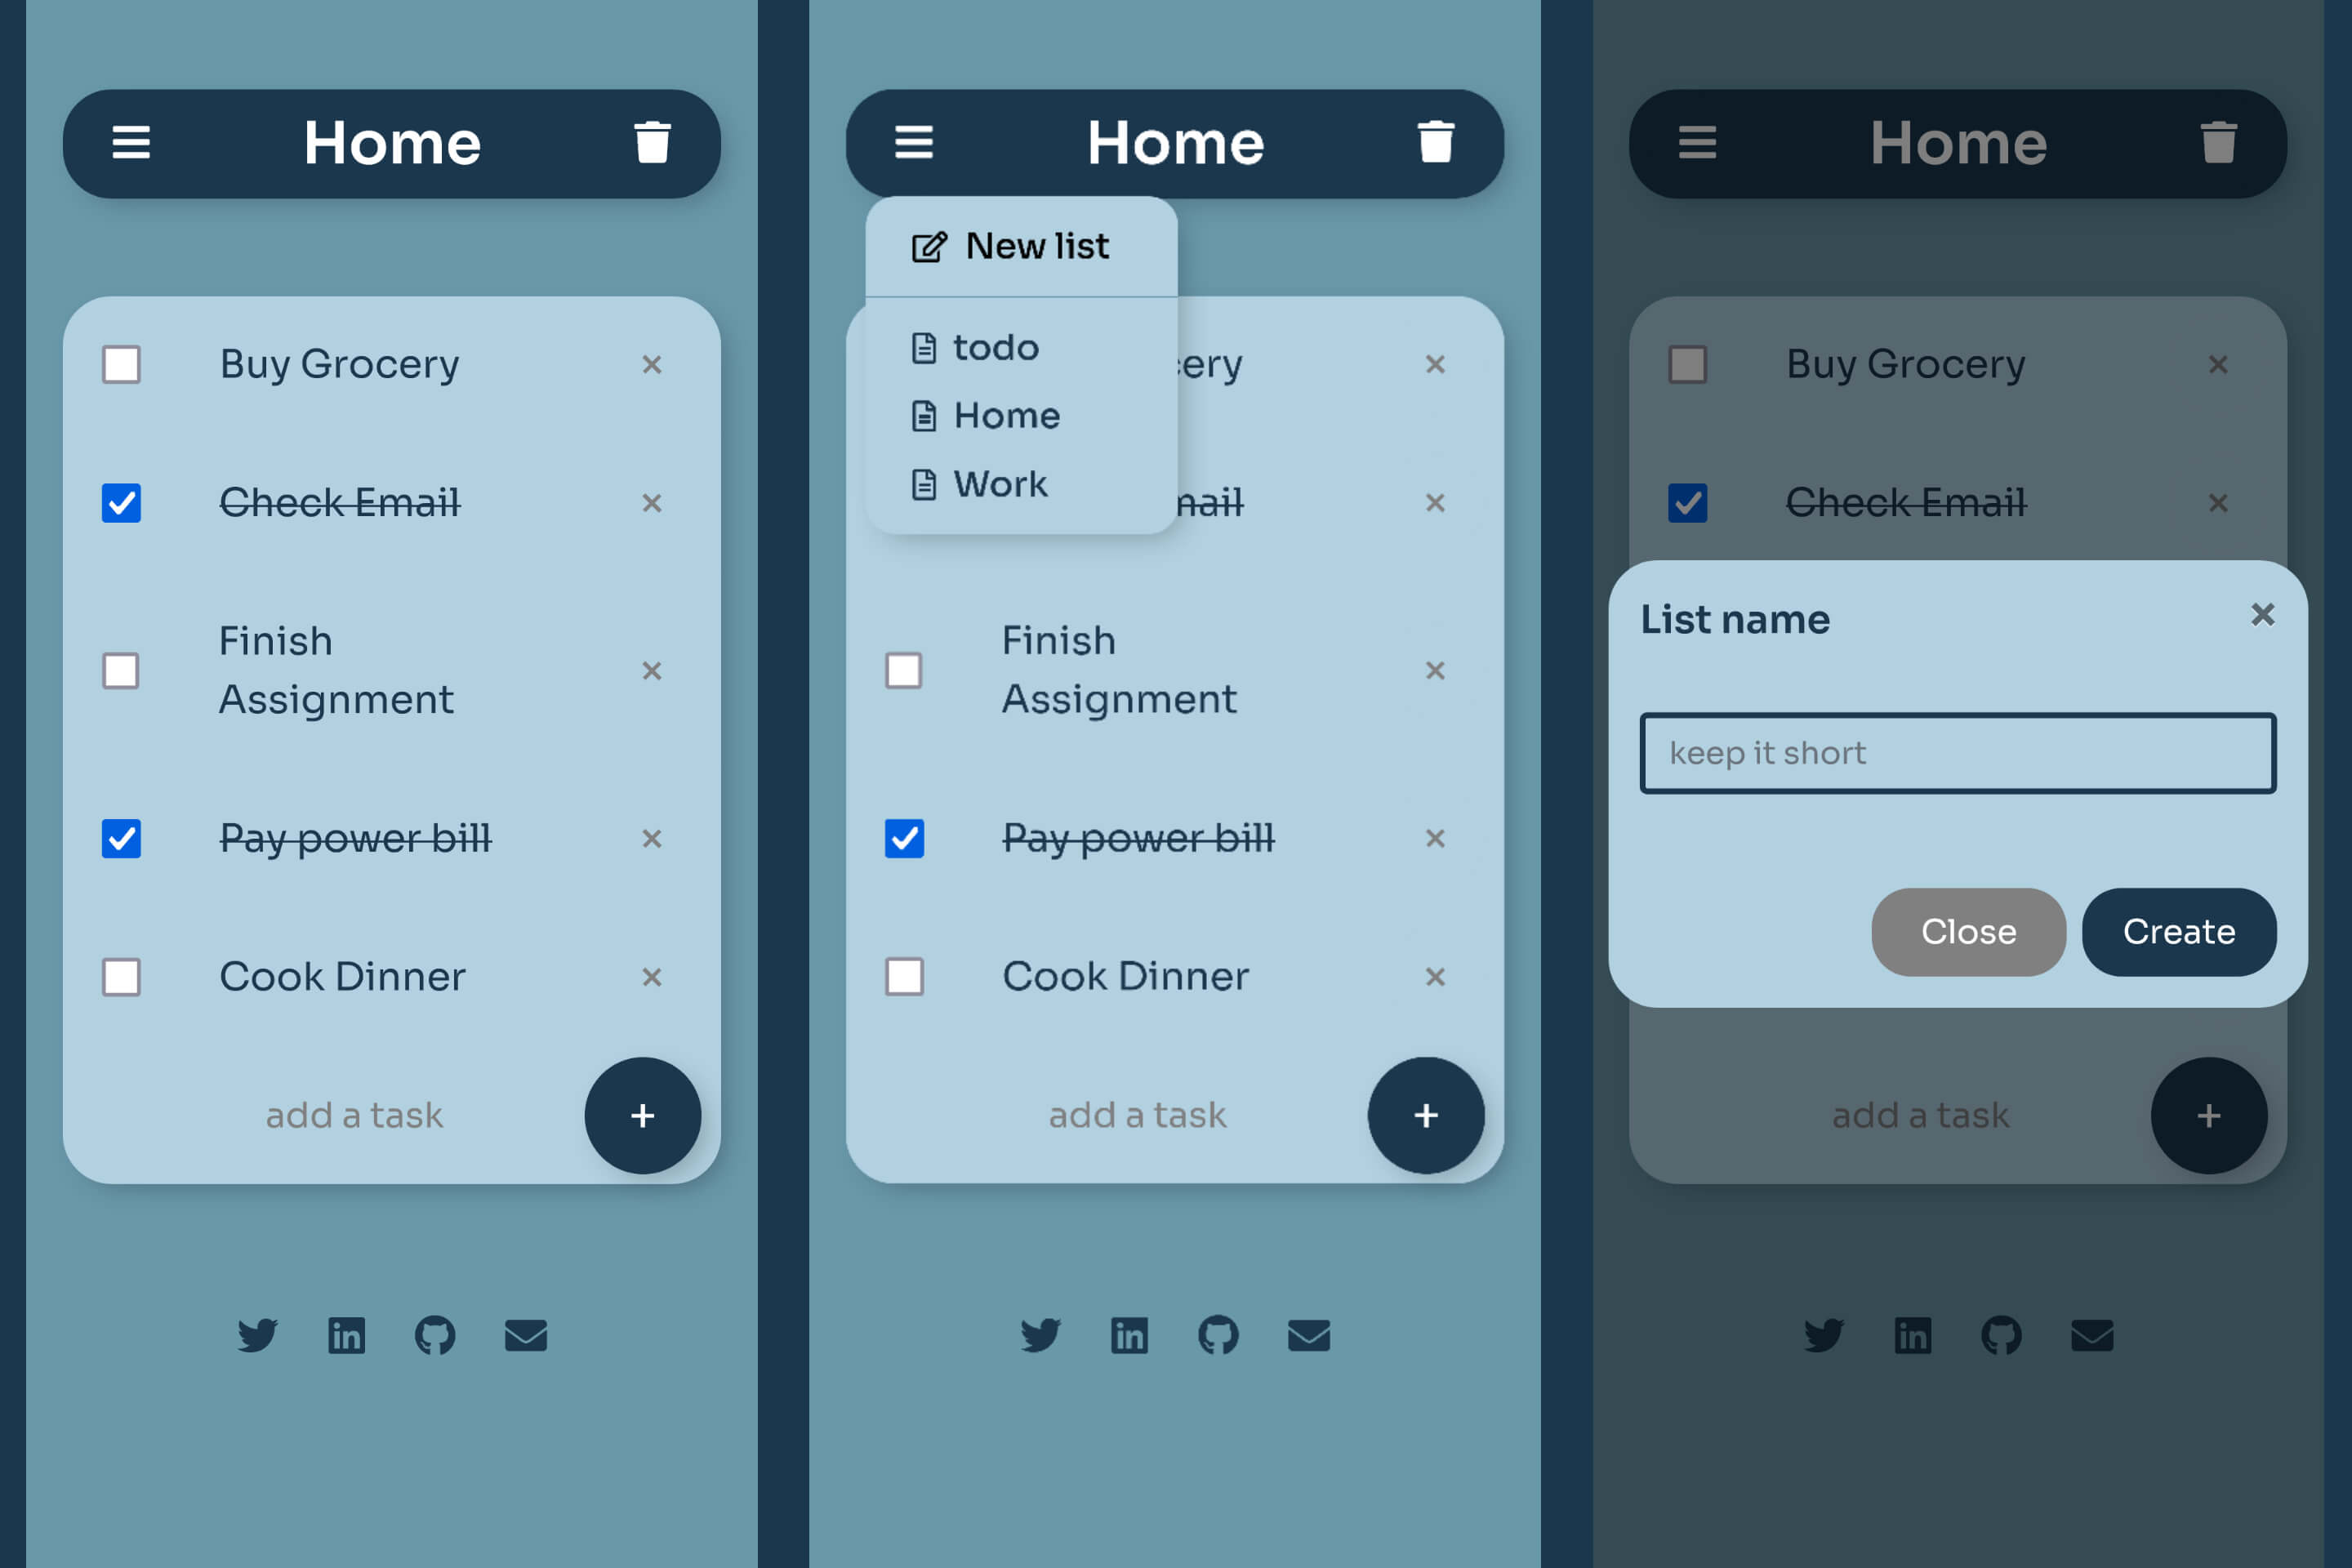 Home
Buy Grocery
Check Email
Finish
Assignment
Pay power bill
Cook Dinner
add a task
+
Home
New list
todo
Home
Work
cery
mail
Finish
Assignment
Pay power bill
Cook Dinner
add a task
+
Home
Buy Grocery
Check Email
List name
keep it short
Close
Create
add a task
+